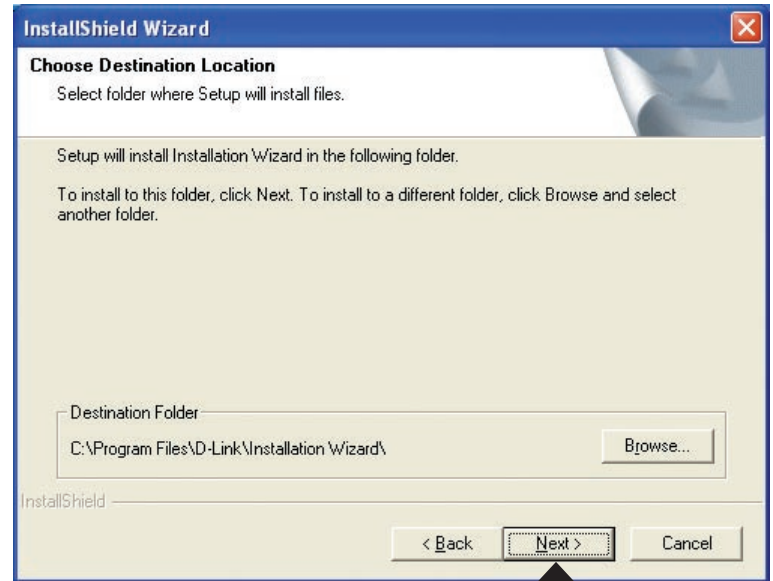 InstallShield Wizard
Choose Destination Location
Select folder where Setup will install files.
Setup will install Installation Wizard in the following folder.
To install to this folder, click Next. To install to a different folder, click Browse and select
another folder.
Destination Folder
C:\Program Files\D-Link\Installation Wizard\
Browse...
InstallShield
< Back
Next >
Cancel